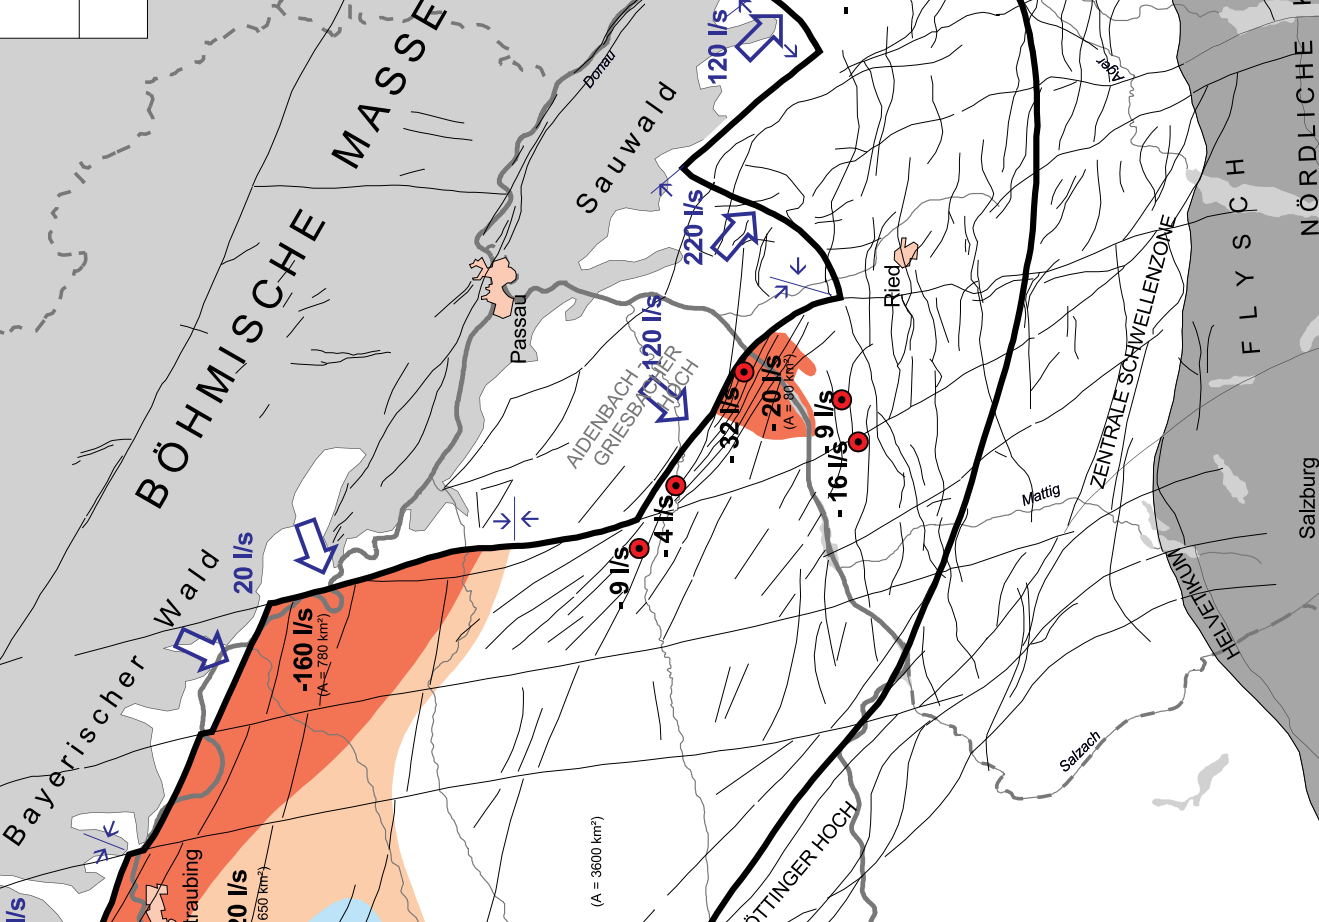 BÖHMISCHE MASSE
Donau
Sauwald
120 l/s
Ager
NÖRDLICHE
FLYSCH
220 l/s
Ried
ZENTRALE SCHWELLENZONE
Passau
120 l/s
AIDENBACH -
GRIESBACHER
HOCH
- 32 l/s
- 20 l/s
(A = 80 km²)
- 9 l/s
- 16 l/s
- 4 l/s
- 9 l/s
Mattig
Salzburg
HELVETIKUM
Bayerischer Wald
20 l/s
-160 l/s
(A = 780 km²)
Salzach
ÖTTINGER HOCH
(A = 3600 km²)
traubing
20 l/s
650 km²)
l/s